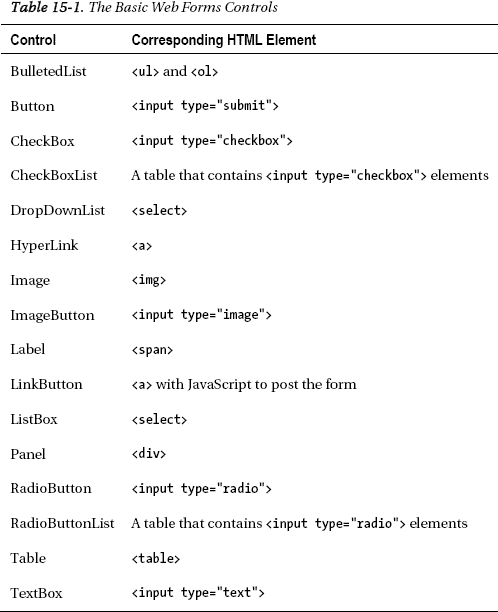 Table 15-1. The Basic Web Forms Controls
Control Corresponding HTML Element
BulletedList <ul> and <ol>
Button <input type="submit">
CheckBox <input type="checkbox">
CheckBoxList A table that contains <input type="checkbox"> elements
DropDownList <select>
HyperLink <a>
Image <img>
ImageButton <input type="image">
Label <span>
LinkButton <a> with JavaScript to post the form
ListBox <select>
Panel <div>
RadioButton <input type="radio">
RadioButtonList A table that contains <input type="radio"> elements
Table <table>
TextBox <input type="text">